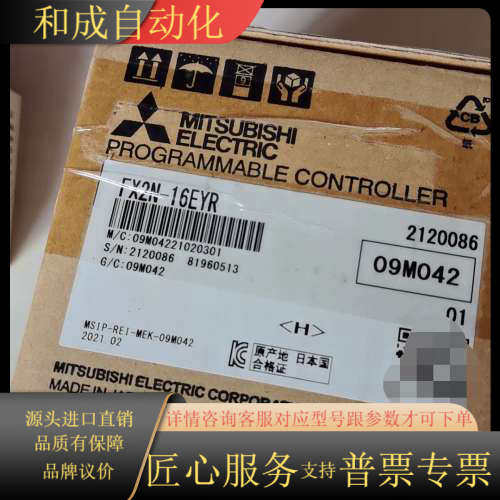 和成自动化
MITSUBISHI
ELECTRIC
PROGRAMMABLE CONTROLLER
FX2N-16EYR
M/C:09M04221020301
S/N:2120086 81960513
G/C:09M042
2120086
09M042
01
MSIP-REI-MEK-09M042
2021.02
<H>
原产地 日本国
合格证
MITSUBISHI ELECTRIC CORPORA
MADE IN
源头进口直销
品质有保障
品牌议价
详情咨询客服对应型号跟参数才可下单
匠心服务支持普票专票